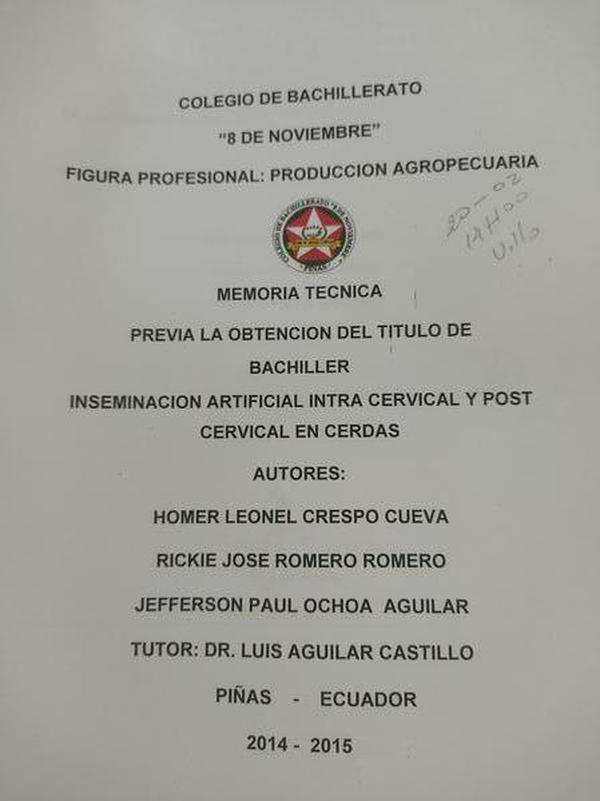 COLEGIO DE BACHILLERATO
“8 DE NOVIEMBRE”
FIGURA PROFESIONAL: PRODUCCION AGROPECUARIA
20-02
14H00
COLEGIO DE BACHILLERATO "8 DE NOVIEMBRE"
PIÑAS
MEMORIA TECNICA
PREVIA LA OBTENCION DEL TITULO DE
BACHILLER
INSEMINACION ARTIFICIAL INTRA CERVICAL Y POST
CERVICAL EN CERDAS
AUTORES:
HOMER LEONEL CRESPO CUEVA
RICKIE JOSE ROMERO ROMERO
JEFFERSON PAUL OCHOA  AGUILAR
TUTOR: DR. LUIS AGUILAR CASTILLO
PIÑAS - ECUADOR
2014 - 2015